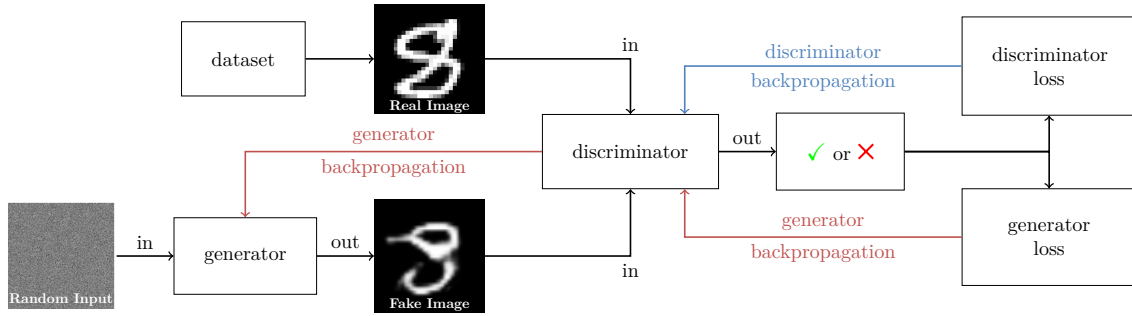 dataset
Real Image
in
discriminator
backpropagation
discriminator
loss
generator
backpropagation
discriminator
out
✓ or ✕
Random Input
in
generator
out
Fake Image
in
generator
backpropagation
generator
loss